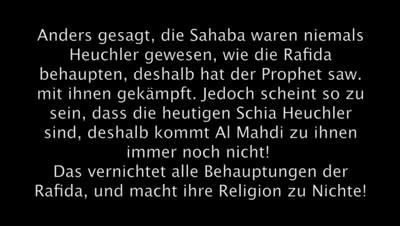 Anders gesagt, die Sahaba waren niemals
Heuchler gewesen, wie die Rafida
behaupten, deshalb hat der Prophet saw.
mit ihnen gekämpft. Jedoch scheint so zu
sein, dass die heutigen Schia Heuchler
sind, deshalb kommt Al Mahdi zu ihnen
immer noch nicht!
Das vernichtet alle Behauptungen der
Rafida, und macht ihre Religion zu Nichte!